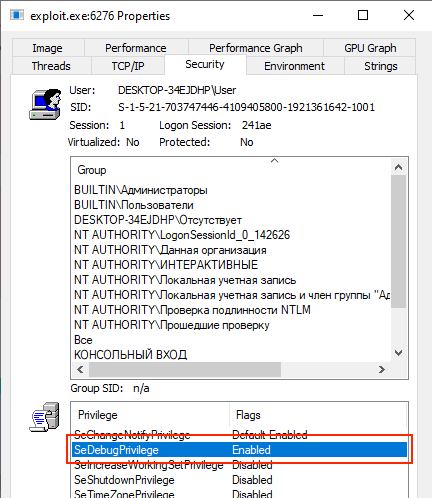 exploit.exe:6276 Properties
Image Performance Performance Graph GPU Graph
Threads TCP/IP Security Environment Strings
User: DESKTOP-34EJDHP\User
SID: S-1-5-21-703747446-4109405800-1921361642-1001
Session: 1 Logon Session: 241ae
Virtualized: No Protected: No
Group
BUILTIN\Администраторы
BUILTIN\Пользователи
DESKTOP-34EJDHP\Отсутствует
NT AUTHORITY\LogonSessionId_0_142626
NT AUTHORITY\Данная организация
NT AUTHORITY\ИНТЕРАКТИВНЫЕ
NT AUTHORITY\Локальная учетная запись
NT AUTHORITY\Локальная учетная запись и член группы "Ад
NT AUTHORITY\Проверка подлинности NTLM
NT AUTHORITY\Прошедшие проверку
Все
КОНСОЛЬНЫЙ ВХОД
Group SID: n/a
Privilege Flags
SeChangeNotifyPrivilege Default Enabled
SeDebugPrivilege Enabled
SeIncreaseWorkingSetPrivilege Disabled
SeShutdownPrivilege Disabled
SeTimeZonePrivilege Disabled